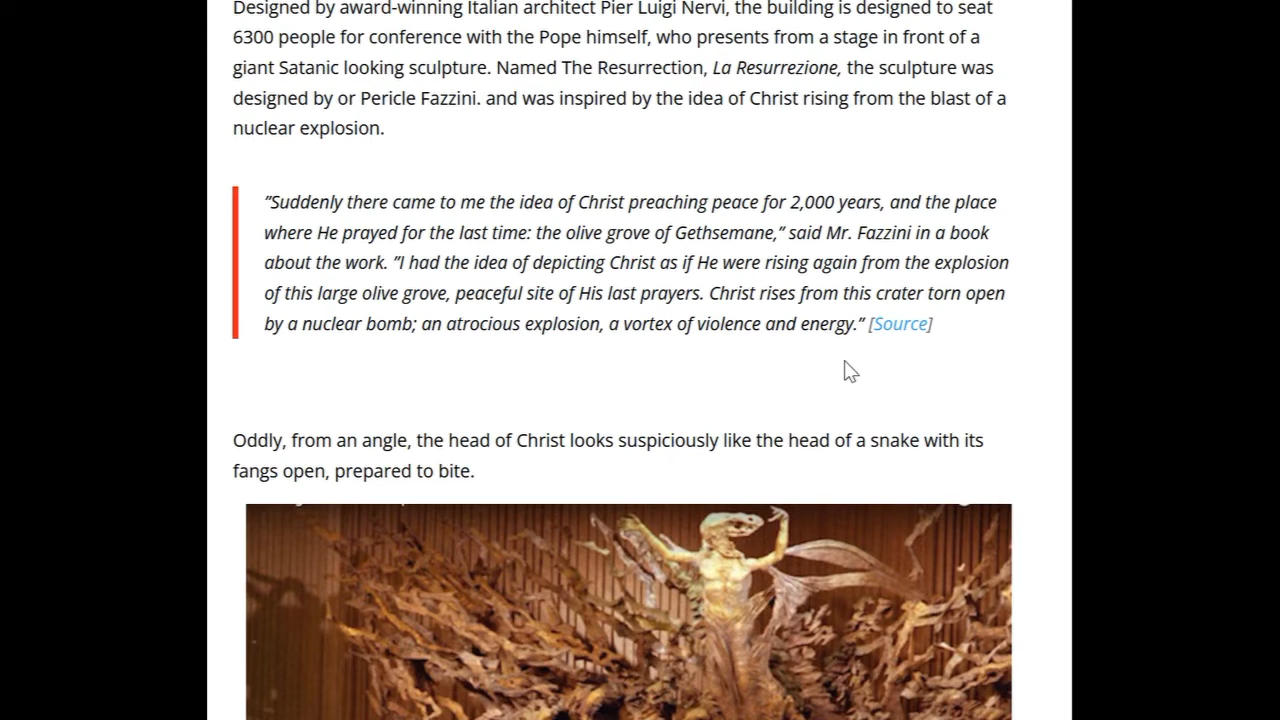 Designed by award-winning Italian architect Pier Luigi Nervi, the building is designed to seat
6300 people for conference with the Pope himself, who presents from a stage in front of a
giant Satanic looking sculpture. Named The Resurrection, La Resurrezione, the sculpture was
designed by or Pericle Fazzini. and was inspired by the idea of Christ rising from the blast of a
nuclear explosion.
”Suddenly there came to me the idea of Christ preaching peace for 2,000 years, and the place
where He prayed for the last time: the olive grove of Gethsemane,” said Mr. Fazzini in a book
about the work. ”I had the idea of depicting Christ as if He were rising again from the explosion
of this large olive grove, peaceful site of His last prayers. Christ rises from this crater torn open
by a nuclear bomb; an atrocious explosion, a vortex of violence and energy.” [Source]
Oddly, from an angle, the head of Christ looks suspiciously like the head of a snake with its
fangs open, prepared to bite.